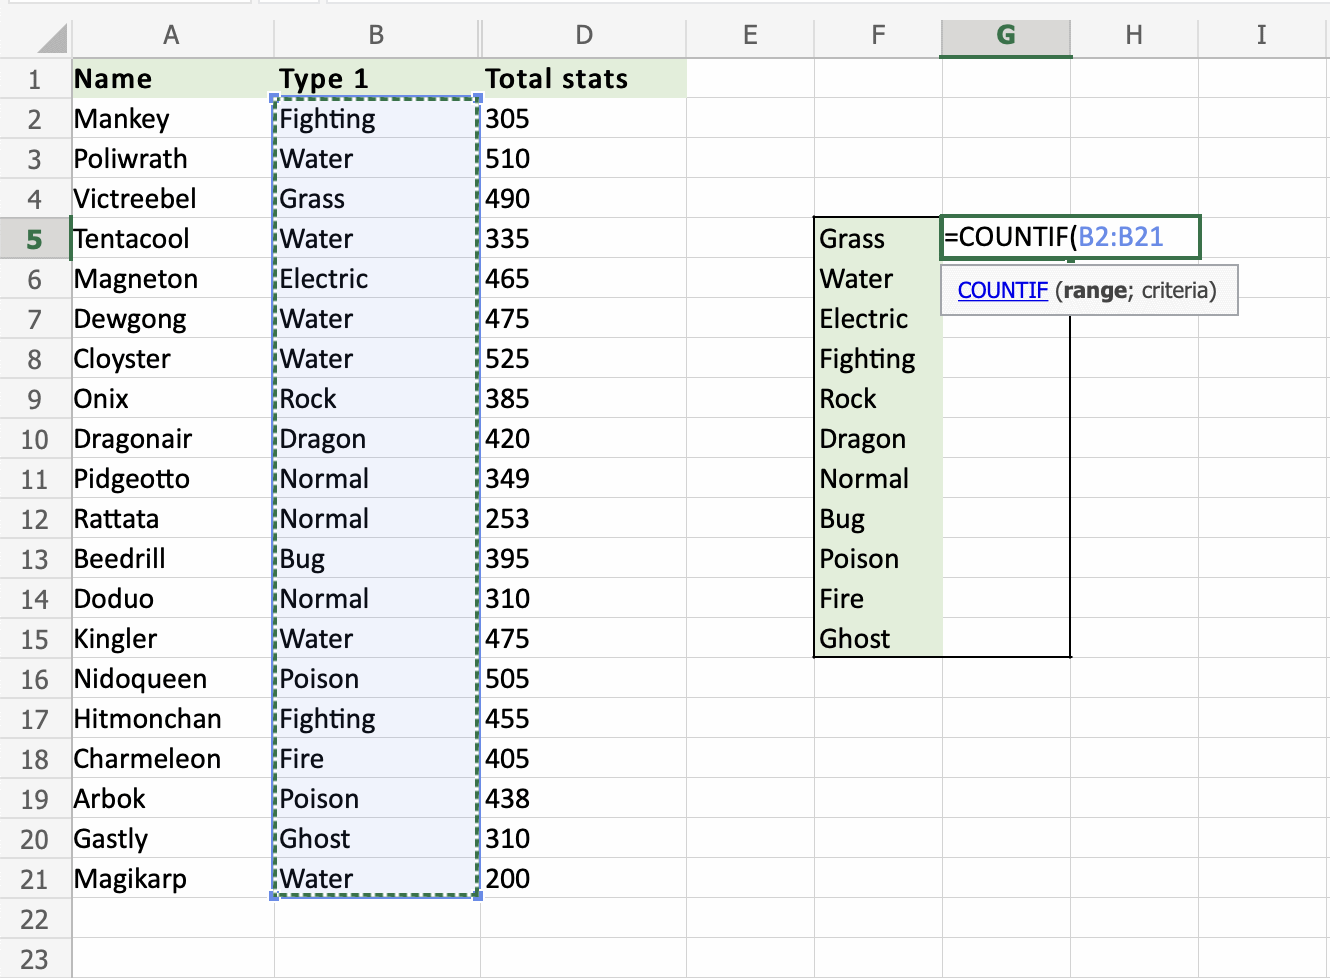 A B D E F G H I
1 Name Type 1 Total stats
2 Mankey Fighting 305
3 Poliwrath Water 510
4 Victreebel Grass 490
5 Tentacool Water 335 Grass =COUNTIF(B2:B21
6 Magneton Electric 465 Water COUNTIF (range; criteria)
7 Dewgong Water 475 Electric
8 Cloyster Water 525 Fighting
9 Onix Rock 385 Rock
10 Dragonair Dragon 420 Dragon
11 Pidgeotto Normal 349 Normal
12 Rattata Normal 253 Bug
13 Beedrill Bug 395 Poison
14 Doduo Normal 310 Fire
15 Kingler Water 475 Ghost
16 Nidoqueen Poison 505
17 Hitmonchan Fighting 455
18 Charmeleon Fire 405
19 Arbok Poison 438
20 Gastly Ghost 310
21 Magikarp Water 200
22
23